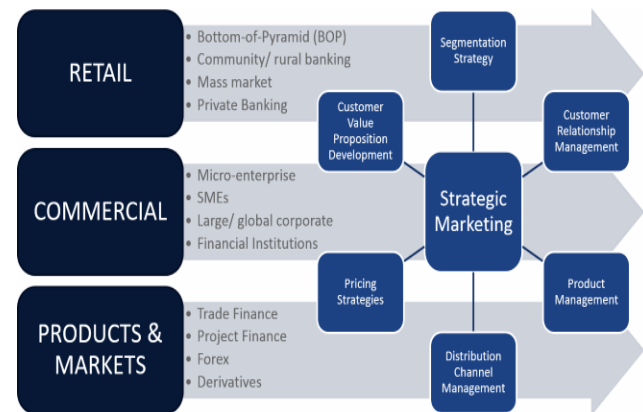 RETAIL
• Bottom-of-Pyramid (BOP)
• Community/ rural banking
• Mass market
• Private Banking
COMMERCIAL
• Micro-enterprise
• SMEs
• Large/ global corporate
• Financial Institutions
PRODUCTS &
MARKETS
• Trade Finance
• Project Finance
• Forex
• Derivatives
Segmentation
Strategy
Customer
Value
Proposition
Development
Customer
Relationship
Management
Strategic
Marketing
Pricing
Strategies
Product
Management
Distribution
Channel
Management